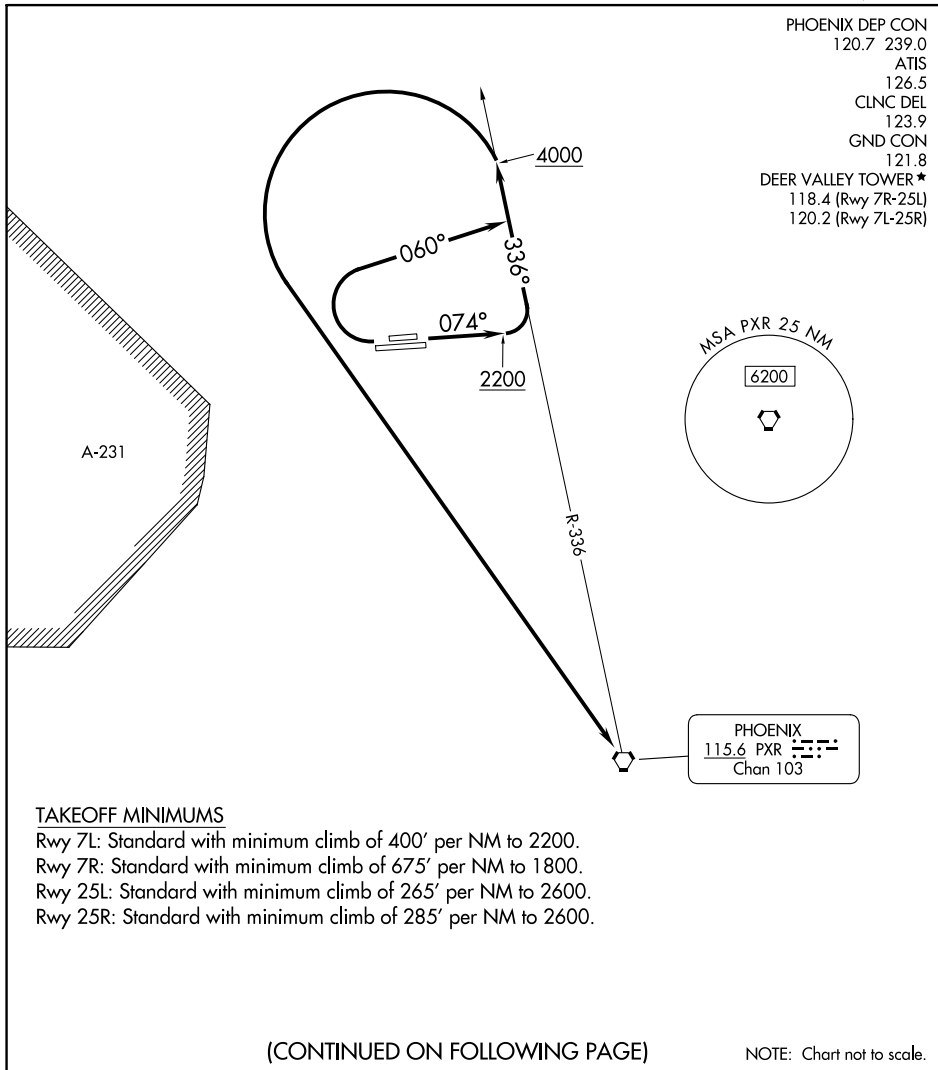 PHOENIX DEP CON
120.7 239.0
ATIS
126.5
CLNC DEL
123.9
GND CON
121.8
DEER VALLEY TOWER★
118.4 (Rwy 7R-25L)
120.2 (Rwy 7L-25R)
4000
060°
336°
074°
2200
MSA PXR 25 NM
6200
A-231
R-336
PHOENIX
115.6 PXR
Chan 103
TAKEOFF MINIMUMS
Rwy 7L: Standard with minimum climb of 400' per NM to 2200.
Rwy 7R: Standard with minimum climb of 675' per NM to 1800.
Rwy 25L: Standard with minimum climb of 265' per NM to 2600.
Rwy 25R: Standard with minimum climb of 285' per NM to 2600.
(CONTINUED ON FOLLOWING PAGE)
NOTE: Chart not to scale.